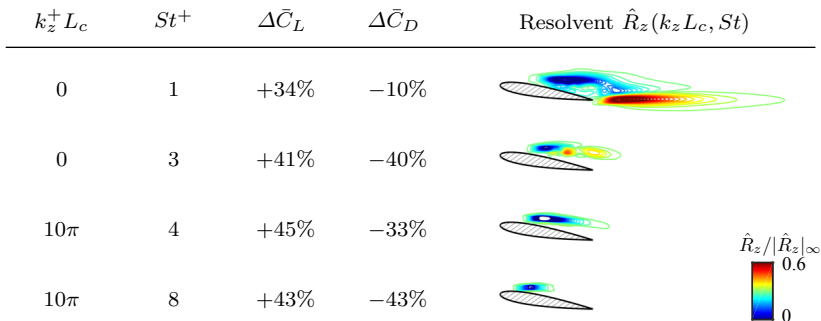 k_z^+ L_c St^+ ΔC̄_L ΔC̄_D Resolvent R̂_z(k_z L_c, St)
0 1 +34% −10%
0 3 +41% −40%
10π 4 +45% −33%
R̂_z/|R̂_z|_∞
0.6
10π 8 +43% −43%
0